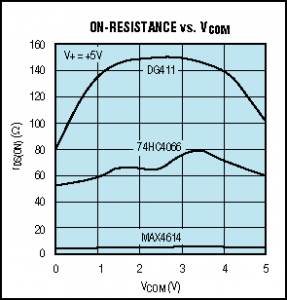 ON-RESISTANCE vs. VCOM
160
V+ = +5V
140
DG411
120
100
80
74HC4066
60
40
20
MAX4614
0
rDS(ON) (Ω)
0 1 2 3 4 5
VCOM (V)